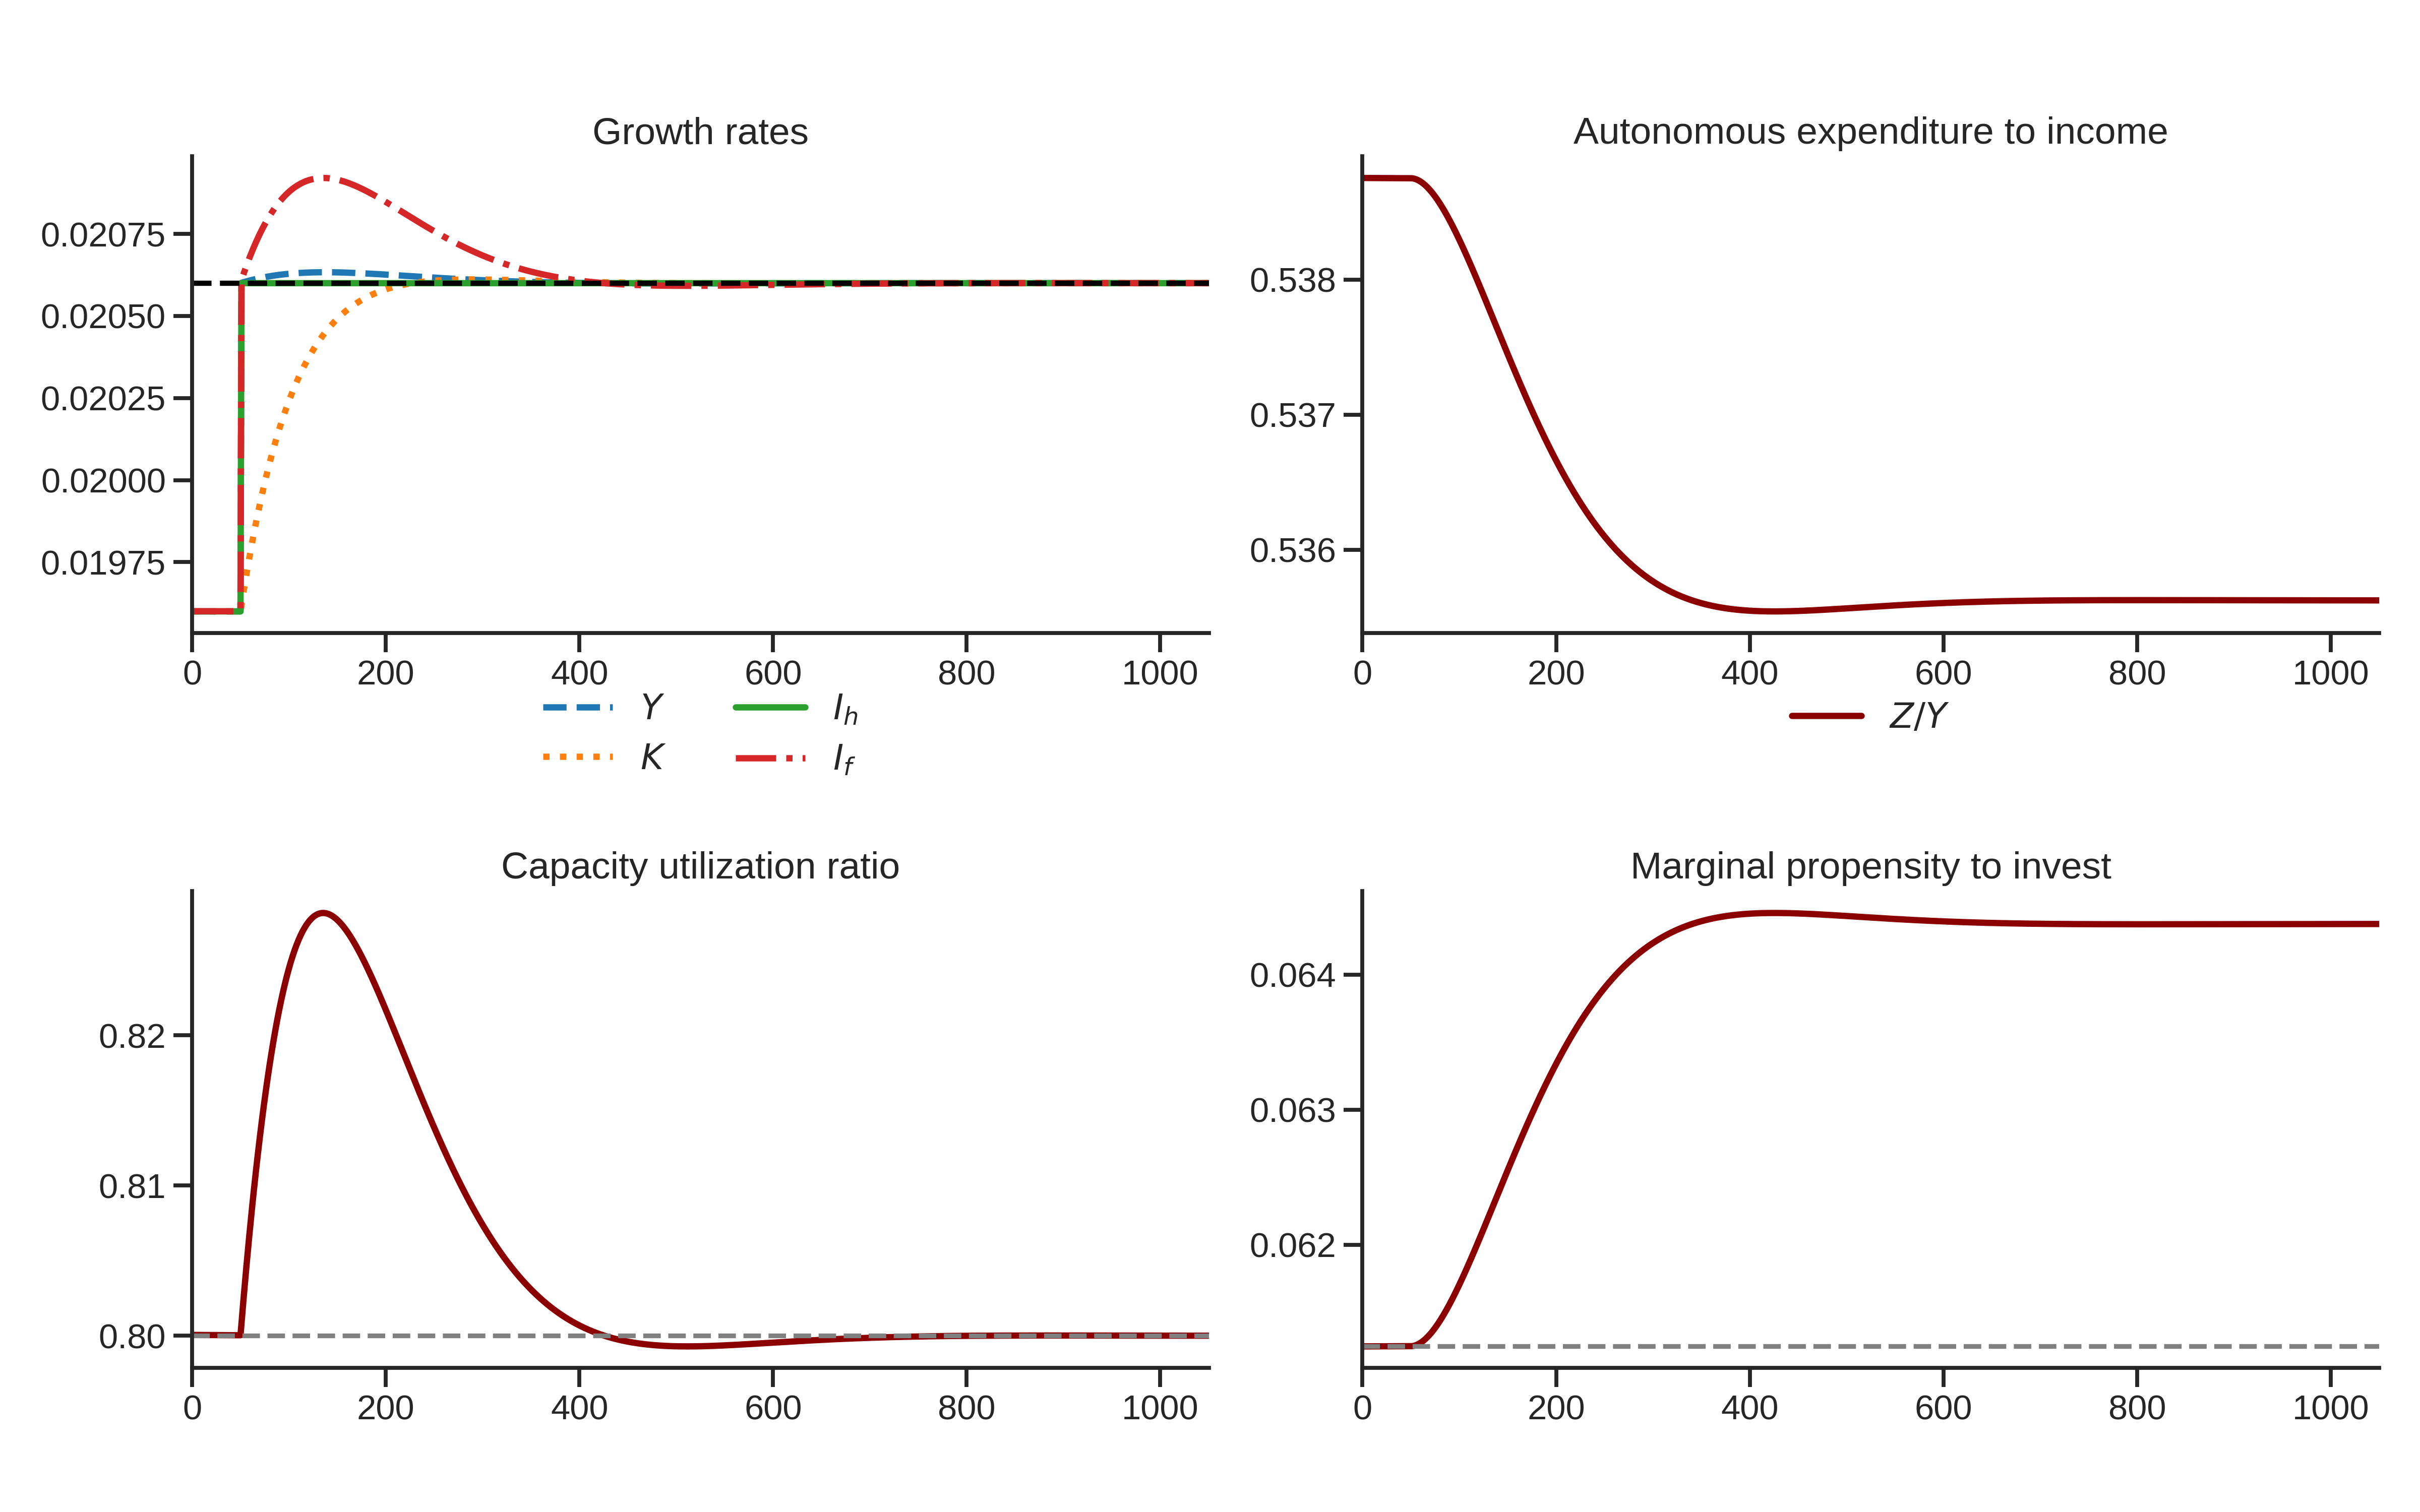 Growth rates
0.02075
0.02050
0.02025
0.02000
0.01975
0 200 400 600 800 1000
Y I_h
K I_f
Autonomous expenditure to income
0.538
0.537
0.536
0 200 400 600 800 1000
Z/Y
Capacity utilization ratio
0.82
0.81
0.80
0 200 400 600 800 1000
Marginal propensity to invest
0.064
0.063
0.062
0 200 400 600 800 1000